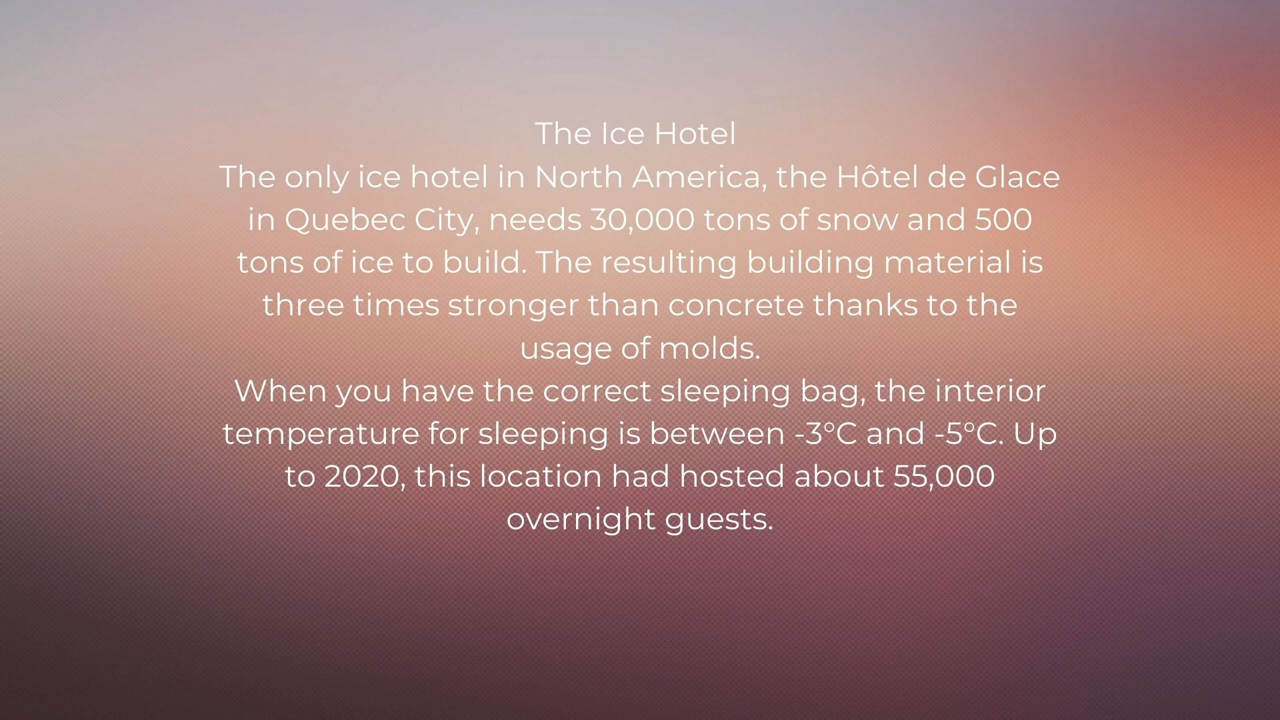 The Ice Hotel
The only ice hotel in North America, the Hôtel de Glace
in Quebec City, needs 30,000 tons of snow and 500
tons of ice to build. The resulting building material is
three times stronger than concrete thanks to the
usage of molds.
When you have the correct sleeping bag, the interior
temperature for sleeping is between -3°C and -5°C. Up
to 2020, this location had hosted about 55,000
overnight guests.